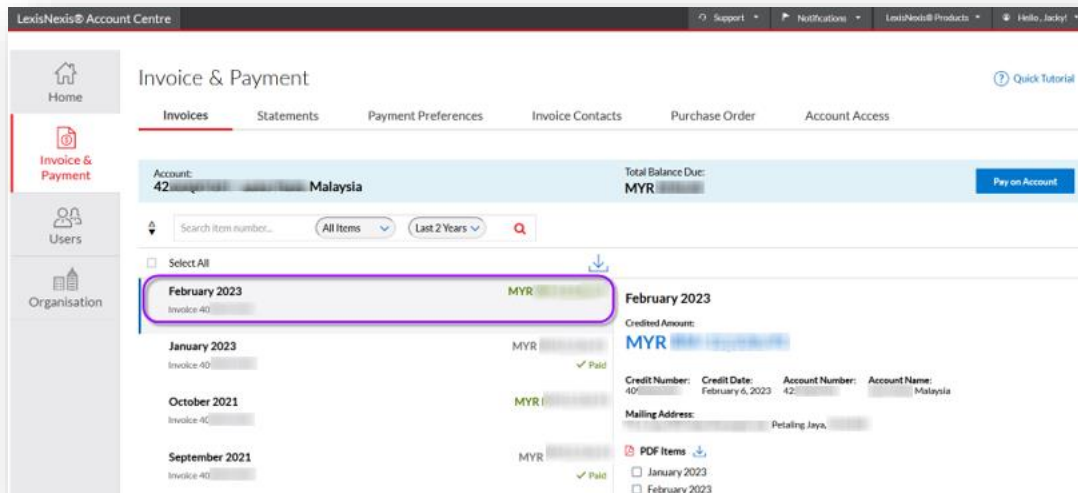 LexisNexis® Account Centre
Support
Notifications
LexisNexis® Products
Hello, Jacky!
Home
Invoice & Payment
Users
Organisation
Invoice & Payment
Quick Tutorial
Invoices
Statements
Payment Preferences
Invoice Contacts
Purchase Order
Account Access
Account:
42 Malaysia
Total Balance Due:
MYR
Pay on Account
Search item number...
All Items
Last 2 Years
Select All
February 2023
MYR
Invoice 40
January 2023
MYR
Invoice 40
Paid
October 2021
MYR
Invoice 40
September 2021
MYR
Invoice 40
Paid
February 2023
Credited Amount:
MYR
Credit Number: Credit Date: Account Number: Account Name:
40 February 6, 2023 42 Malaysia
Mailing Address:
Petaling Jaya,
PDF Items
January 2023
February 2023